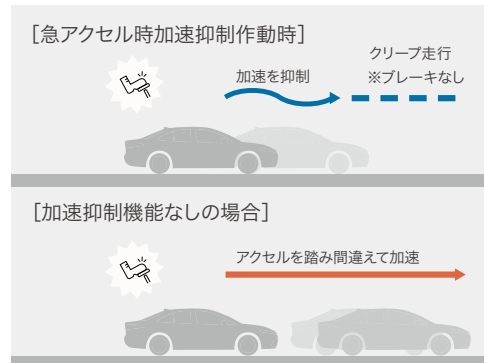 ［急アクセル時加速抑制作動時］
クリープ走行
加速を抑制
※ブレーキなし
［加速抑制機能なしの場合］
アクセルを踏み間違えて加速